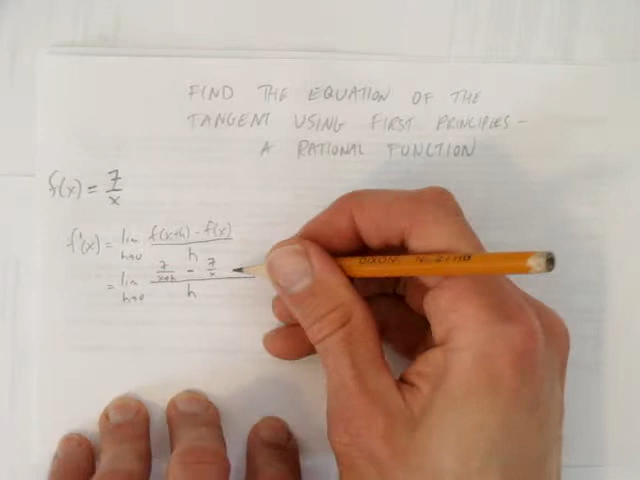 FIND THE EQUATION OF THE
TANGENT USING FIRST PRINCIPLES -
A RATIONAL FUNCTION
f(x) = 7/x
f'(x) = lim h→0 (f(x+h) - f(x))/h
= lim h→0 (7/(x+h) - 7/x)/h
DIXON